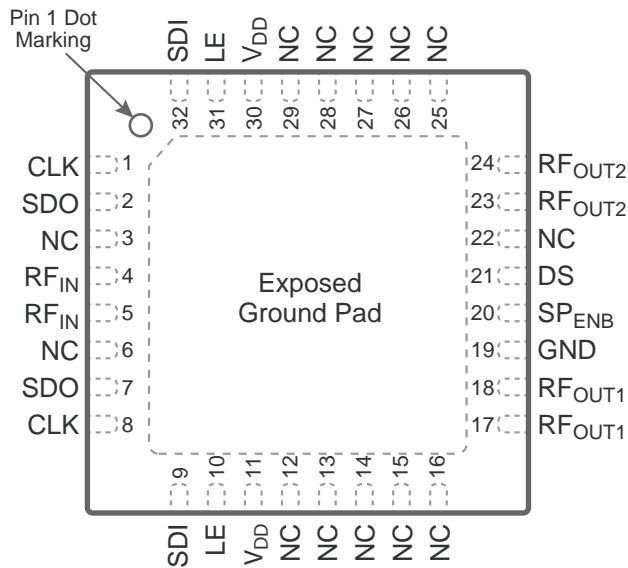 Pin 1 Dot
Marking
SDI
LE
VDD
NC
NC
NC
NC
NC
32
31
30
29
28
27
26
25
CLK 1
SDO 2
NC 3
RFIN 4
RFIN 5
NC 6
SDO 7
CLK 8
Exposed
Ground Pad
24 RFOUT2
23 RFOUT2
22 NC
21 DS
20 SPENB
19 GND
18 RFOUT1
17 RFOUT1
9
10
11
12
13
14
15
16
SDI
LE
VDD
NC
NC
NC
NC
NC